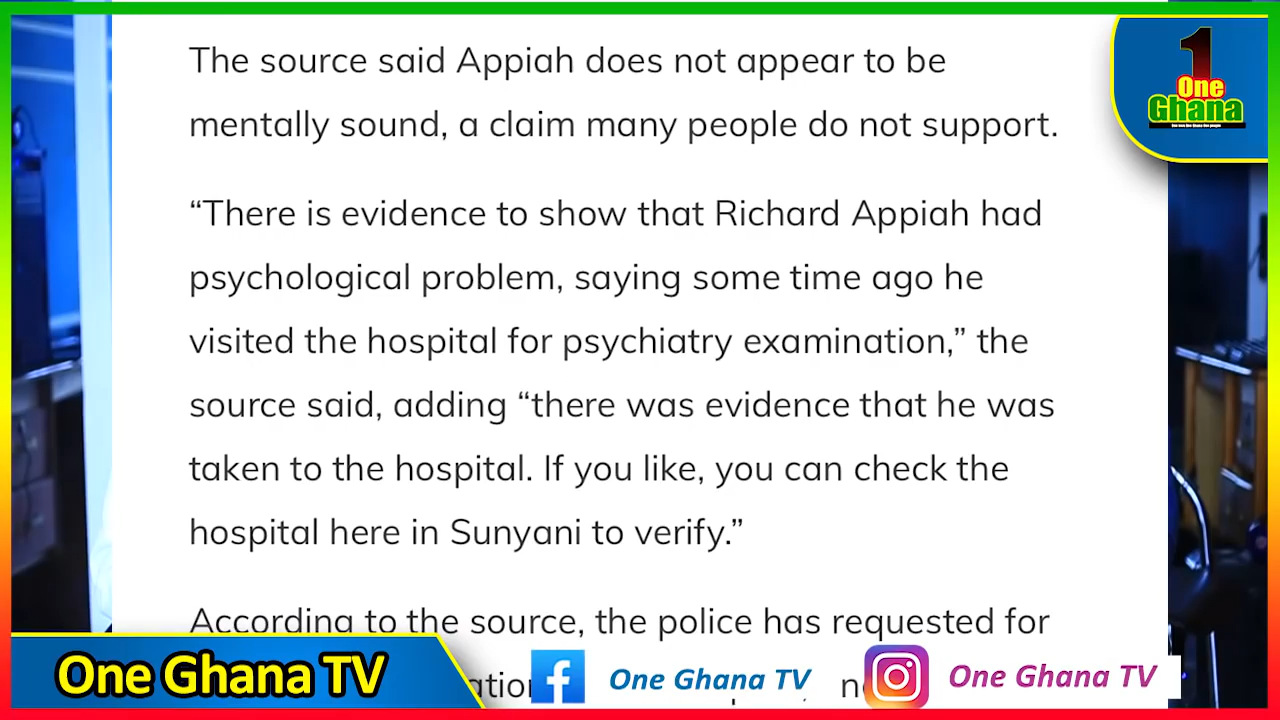 The source said Appiah does not appear to be
mentally sound, a claim many people do not support.
“There is evidence to show that Richard Appiah had
psychological problem, saying some time ago he
visited the hospital for psychiatry examination,” the
source said, adding “there was evidence that he was
taken to the hospital. If you like, you can check the
hospital here in Sunyani to verify.”
According to the source, the police has requested for
1
One
Ghana
One Ghana TV
One Ghana TV
One Ghana TV